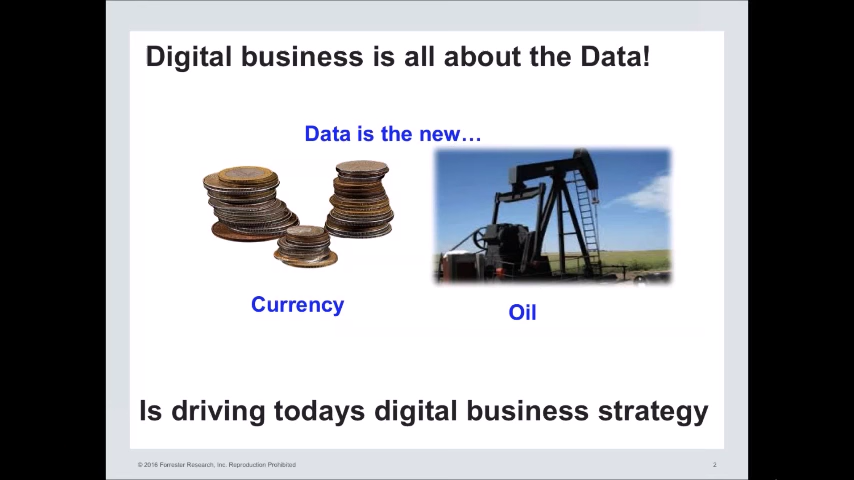 Digital business is all about the Data!
Data is the new…
Currency
Oil
Is driving todays digital business strategy
© 2016 Forrester Research, Inc. Reproduction Prohibited
2